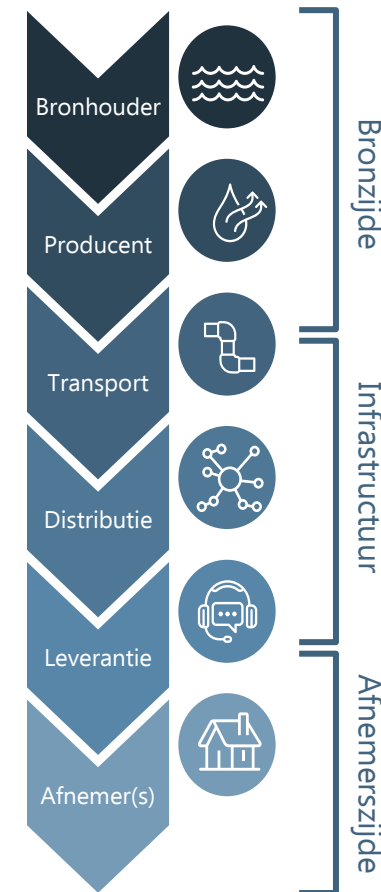 Bronhouder
Producent
Transport
Distributie
Leverantie
Afnemer(s)
Bronzijde
Infrastructuur
Afnemerszijde